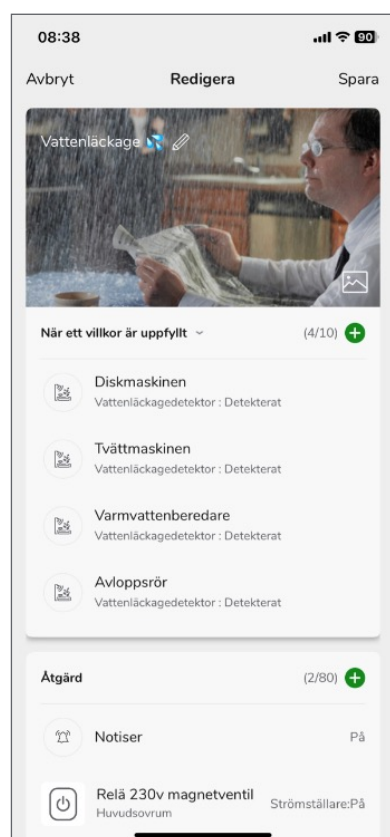 08:38
90
Avbryt
Redigera
Spara
Vattenläckage 💦
När ett villkor är uppfyllt
(4/10)
Diskmaskinen
Vattenläckagedetektor : Detekterat
Tvättmaskinen
Vattenläckagedetektor : Detekterat
Varmvattenberedare
Vattenläckagedetektor : Detekterat
Avloppsrör
Vattenläckagedetektor : Detekterat
Åtgärd
(2/80)
Notiser
På
Relä 230v magnetventil
Huvudsovrum
Strömställare:På